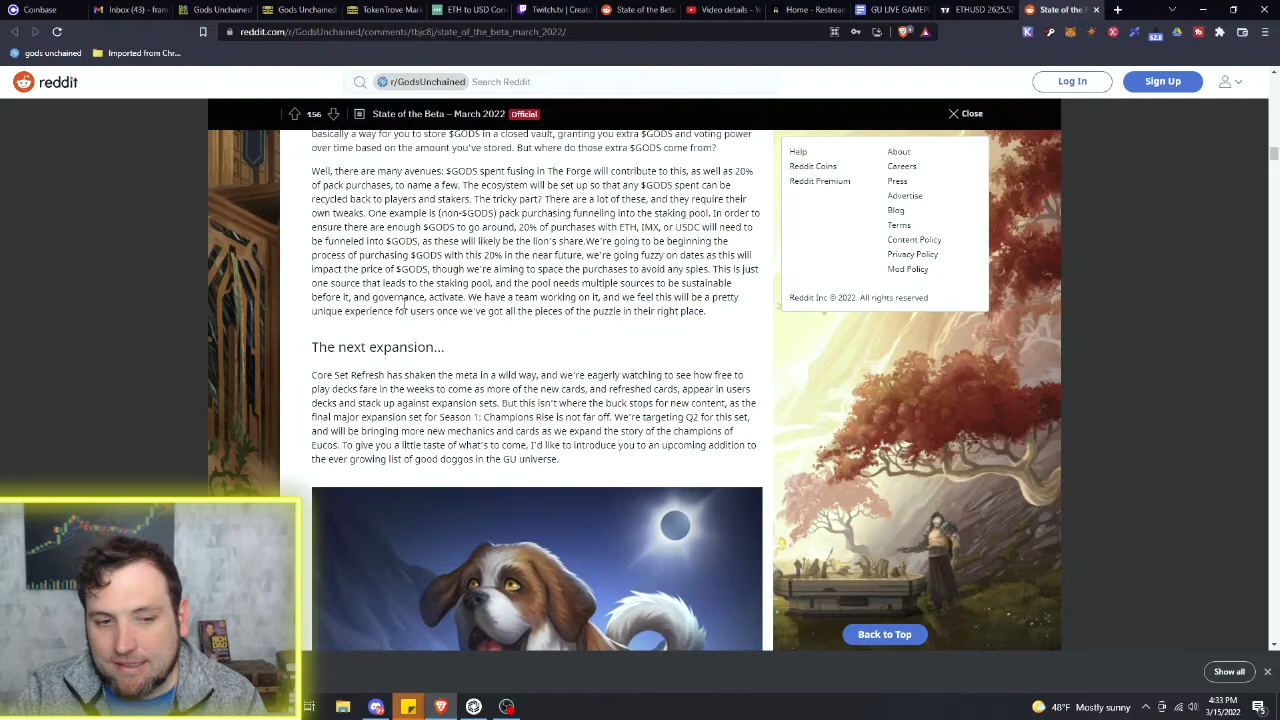 Coinbase
Inbox (43) - mam
Gods Unchained
Gods Unchained
TokenTrove Mark
ETH to USD Conv
Twitch.tv | Creato
State of the Beta
Video details - Yo
Home - Restream
GU LIVE GAMEPL
ETHUSD 2625.53
State of the Be
reddit.com/r/GodsUnchained/comments/tbjc8j/state_of_the_beta_march_2022/
62.8
gods unchained
Imported from Chr...
reddit
r/GodsUnchained
Search Reddit
Log In
Sign Up
156
State of the Beta – March 2022
Official
Close
basically a way for you to store $GODS in a closed vault, granting you extra $GODS and voting power
over time based on the amount you've stored. But where do those extra $GODS come from?
Well, there are many avenues: $GODS spent fusing in The Forge will contribute to this, as well as 20%
of pack purchases, to name a few. The ecosystem will be set up so that any $GODS spent can be
recycled back to players and stakers. The tricky part? There are a lot of these, and they require their
own tweaks. One example is (non-$GODS) pack purchasing funneling into the staking pool. In order to
ensure there are enough $GODS to go around, 20% of purchases with ETH, IMX, or USDC will need to
be funneled into $GODS, as these will likely be the lion's share.We're going to be beginning the
process of purchasing $GODS with this 20% in the near future, we're going fuzzy on dates as this will
impact the price of $GODS, though we're aiming to space the purchases to avoid any spies. This is just
one source that leads to the staking pool, and the pool needs multiple sources to be sustainable
before it, and governance, activate. We have a team working on it, and we feel this will be a pretty
unique experience for users once we've got all the pieces of the puzzle in their right place.
The next expansion...
Core Set Refresh has shaken the meta in a wild way, and we're eagerly watching to see how free to
play decks fare in the weeks to come as more of the new cards, and refreshed cards, appear in users
decks and stack up against expansion sets. But this isn't where the buck stops for new content, as the
final major expansion set for Season 1: Champions Rise is not far off. We're targeting Q2 for this set,
and will be bringing more new mechanics and cards as we expand the story of the champions of
Eucos. To give you a little taste of what's to come, I'd like to introduce you to an upcoming addition to
the ever growing list of good doggos in the GU universe.
Help
About
Reddit Coins
Careers
Reddit Premium
Press
Advertise
Blog
Terms
Content Policy
Privacy Policy
Mod Policy
Reddit Inc © 2022. All rights reserved
Back to Top
RICH
DAD
Show all
48°F Mostly sunny
4:33 PM
3/15/2022